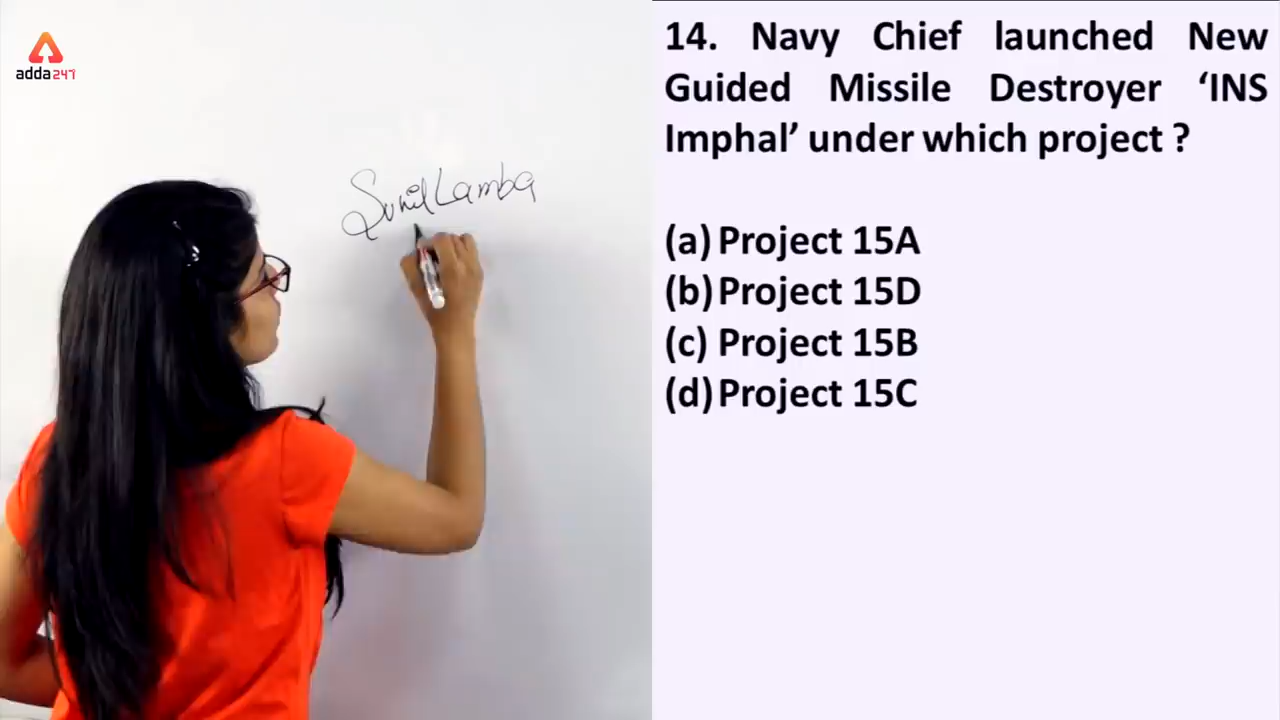 adda247
Sunil Lamba
14. Navy Chief launched New
Guided Missile Destroyer ‘INS
Imphal’ under which project ?
(a) Project 15A
(b) Project 15D
(c) Project 15B
(d) Project 15C